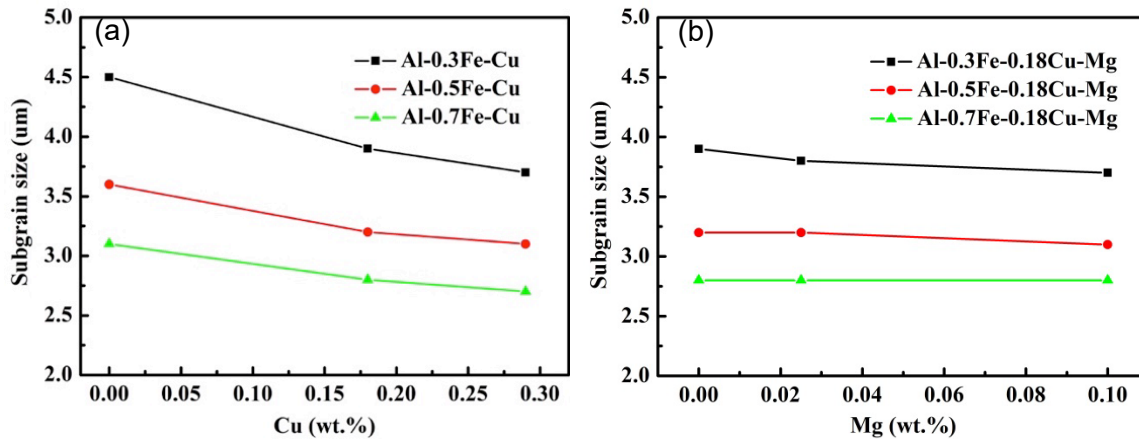 (a)
Al-0.3Fe-Cu
Al-0.5Fe-Cu
Al-0.7Fe-Cu
5.0
4.5
4.0
3.5
3.0
2.5
2.0
Subgrain size (um)
0.00 0.05 0.10 0.15 0.20 0.25 0.30
Cu (wt.%)
(b)
Al-0.3Fe-0.18Cu-Mg
Al-0.5Fe-0.18Cu-Mg
Al-0.7Fe-0.18Cu-Mg
5.0
4.5
4.0
3.5
3.0
2.5
2.0
Subgrain size (um)
0.00 0.02 0.04 0.06 0.08 0.10
Mg (wt.%)